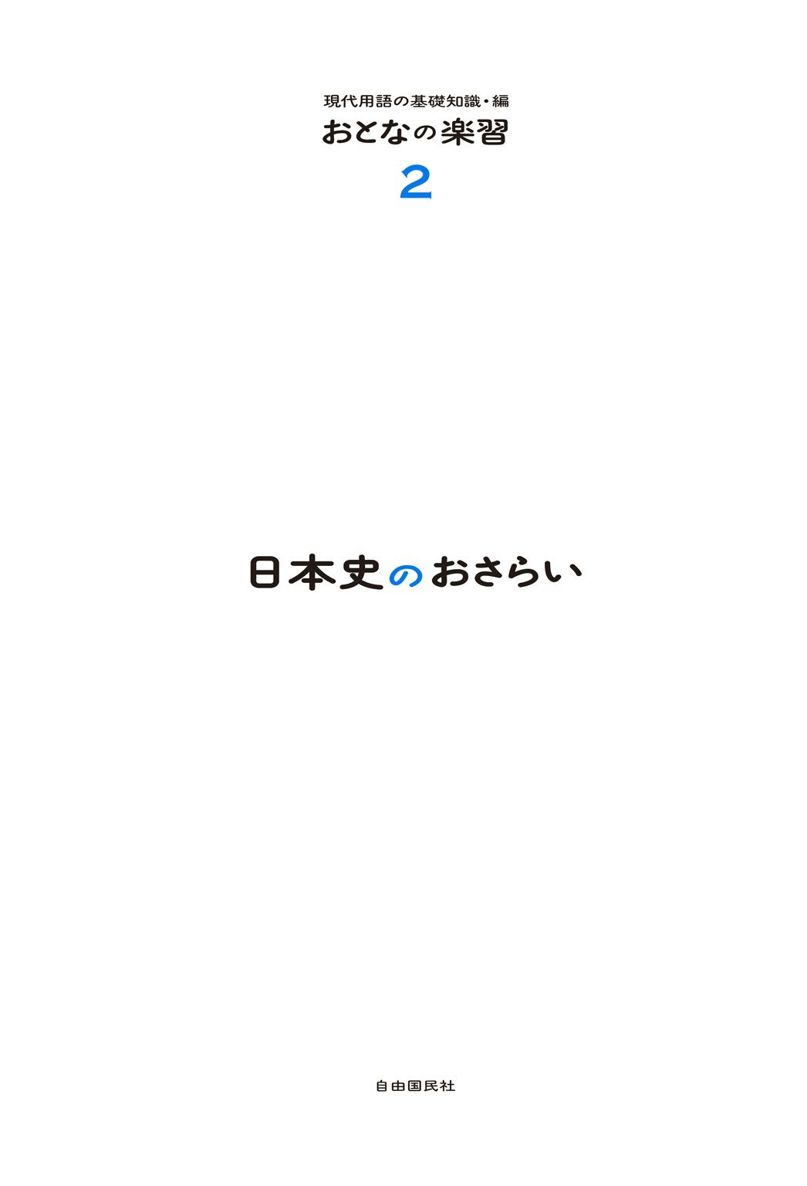 現代用語の基礎知識・編
おとなの楽習
2
日本史のおさらい
自由国民社